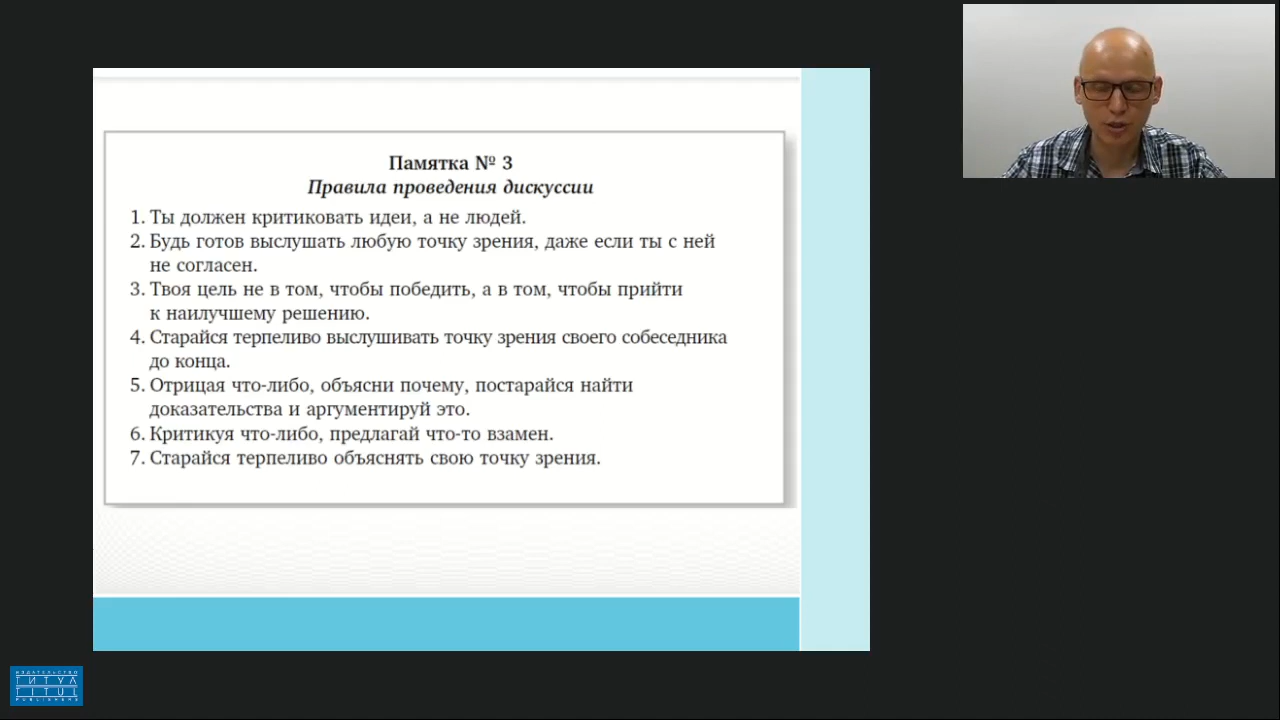 Памятка № 3
Правила проведения дискуссии
1. Ты должен критиковать идеи, а не людей.
2. Будь готов выслушать любую точку зрения, даже если ты с ней
не согласен.
3. Твоя цель не в том, чтобы победить, а в том, чтобы прийти
к наилучшему решению.
4. Старайся терпеливо выслушивать точку зрения своего собеседника
до конца.
5. Отрицая что-либо, объясни почему, постарайся найти
доказательства и аргументируй это.
6. Критикуя что-либо, предлагай что-то взамен.
7. Старайся терпеливо объяснять свою точку зрения.
ИЗДАТЕЛЬСТВО
ТИТУЛ
TITUL
PUBLISHERS